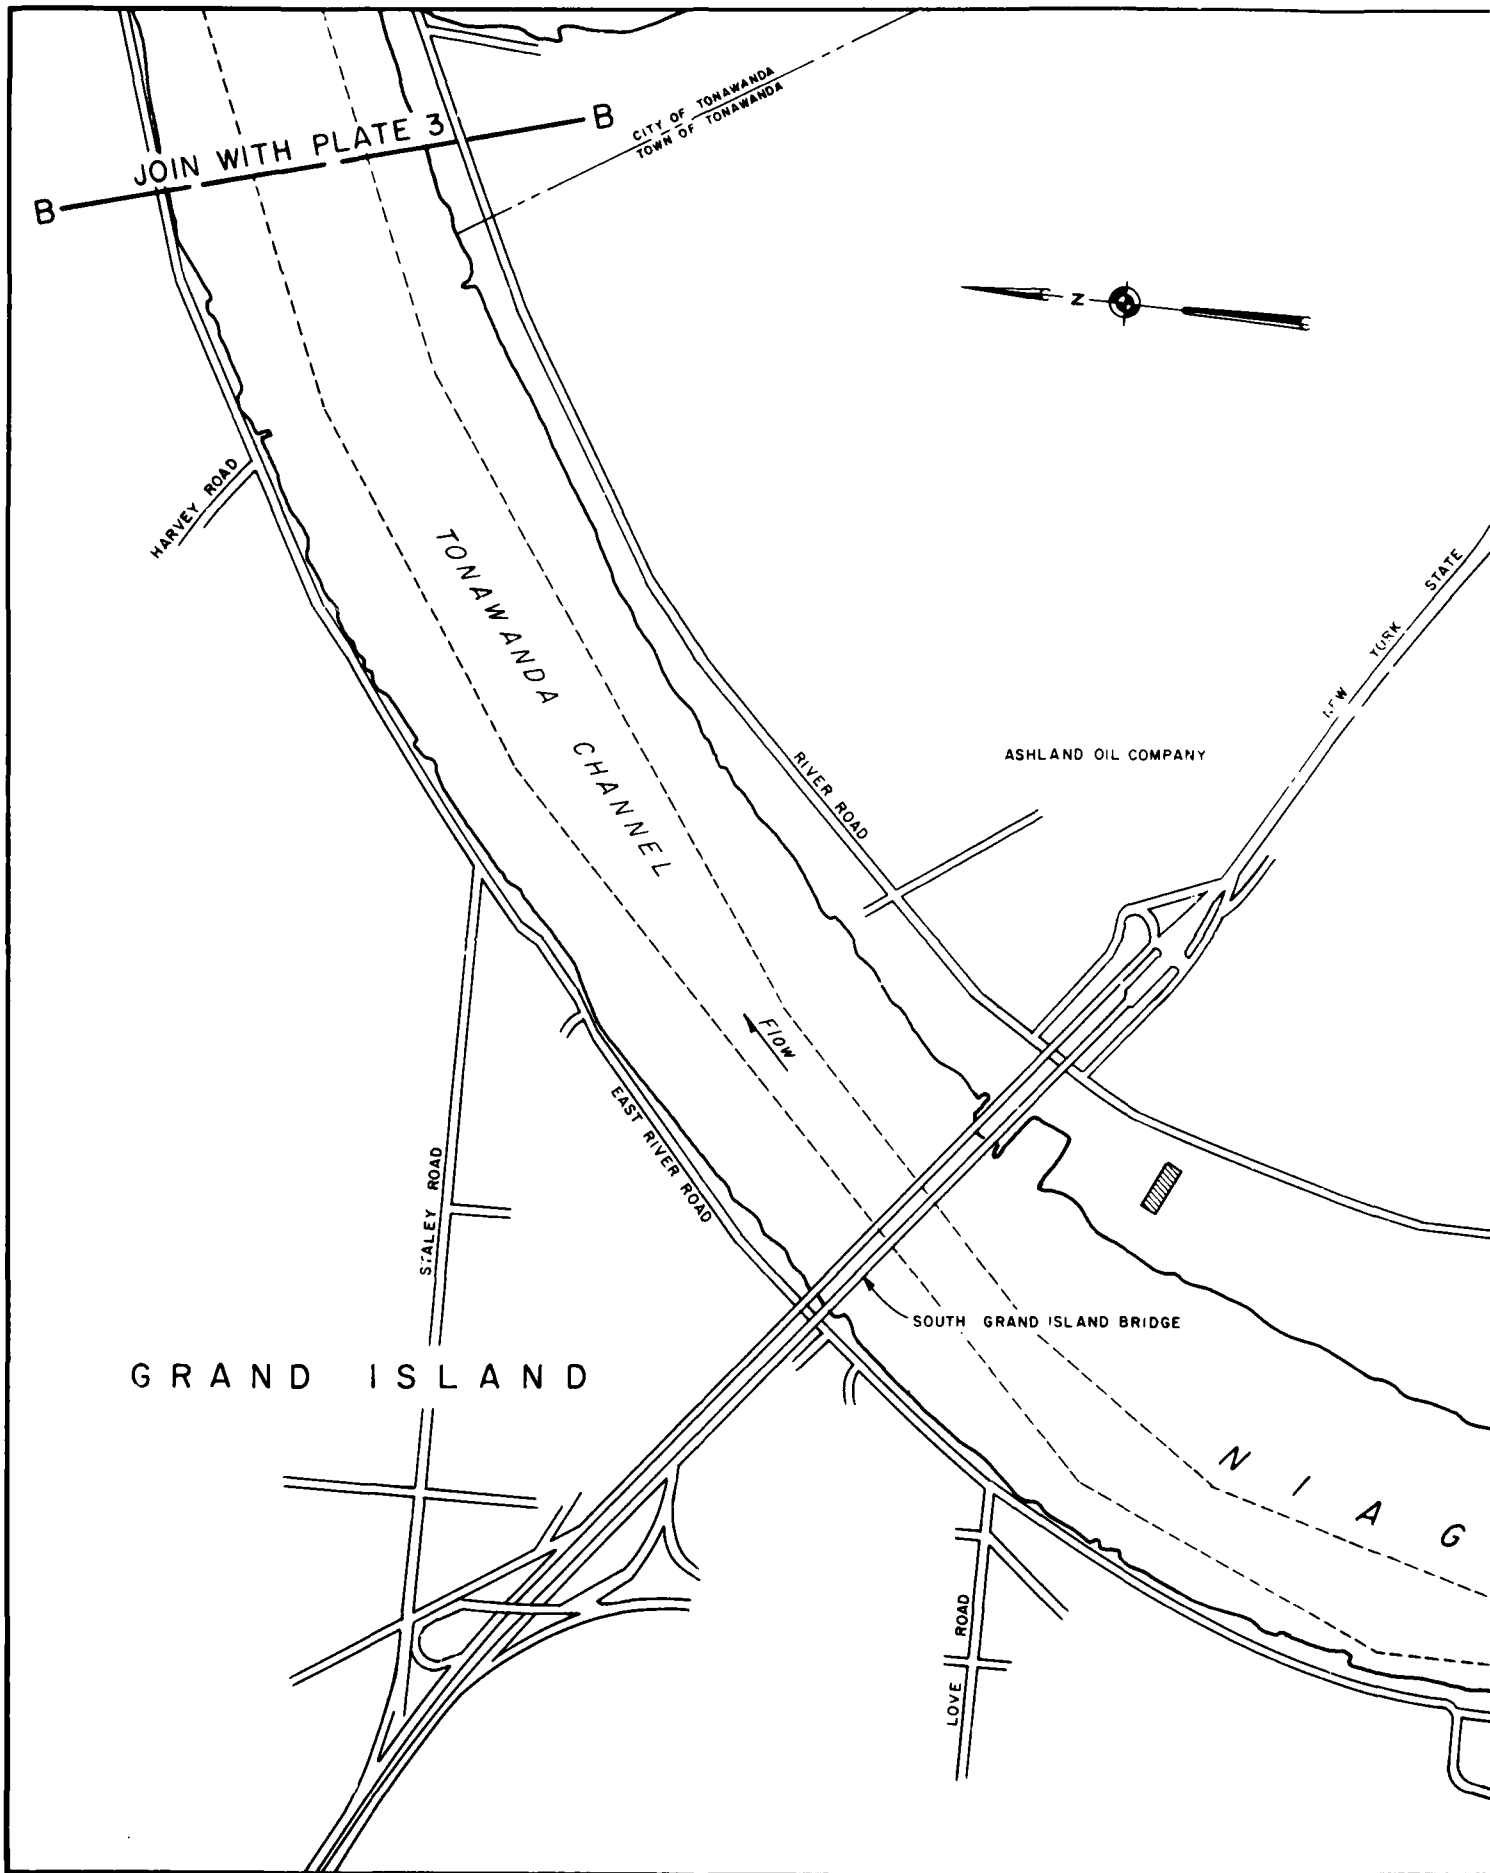 CITY OF TONAWANDA
TOWN OF TONAWANDA
JOIN WITH PLATE 3
B
B
Z
HARVEY ROAD
TONAWANDA CHANNEL
STATE
YORK
ASHLAND OIL COMPANY
RIVER ROAD
Flow
EAST RIVER ROAD
STALEY ROAD
SOUTH GRAND ISLAND BRIDGE
GRAND ISLAND
N I A G
LOVE ROAD